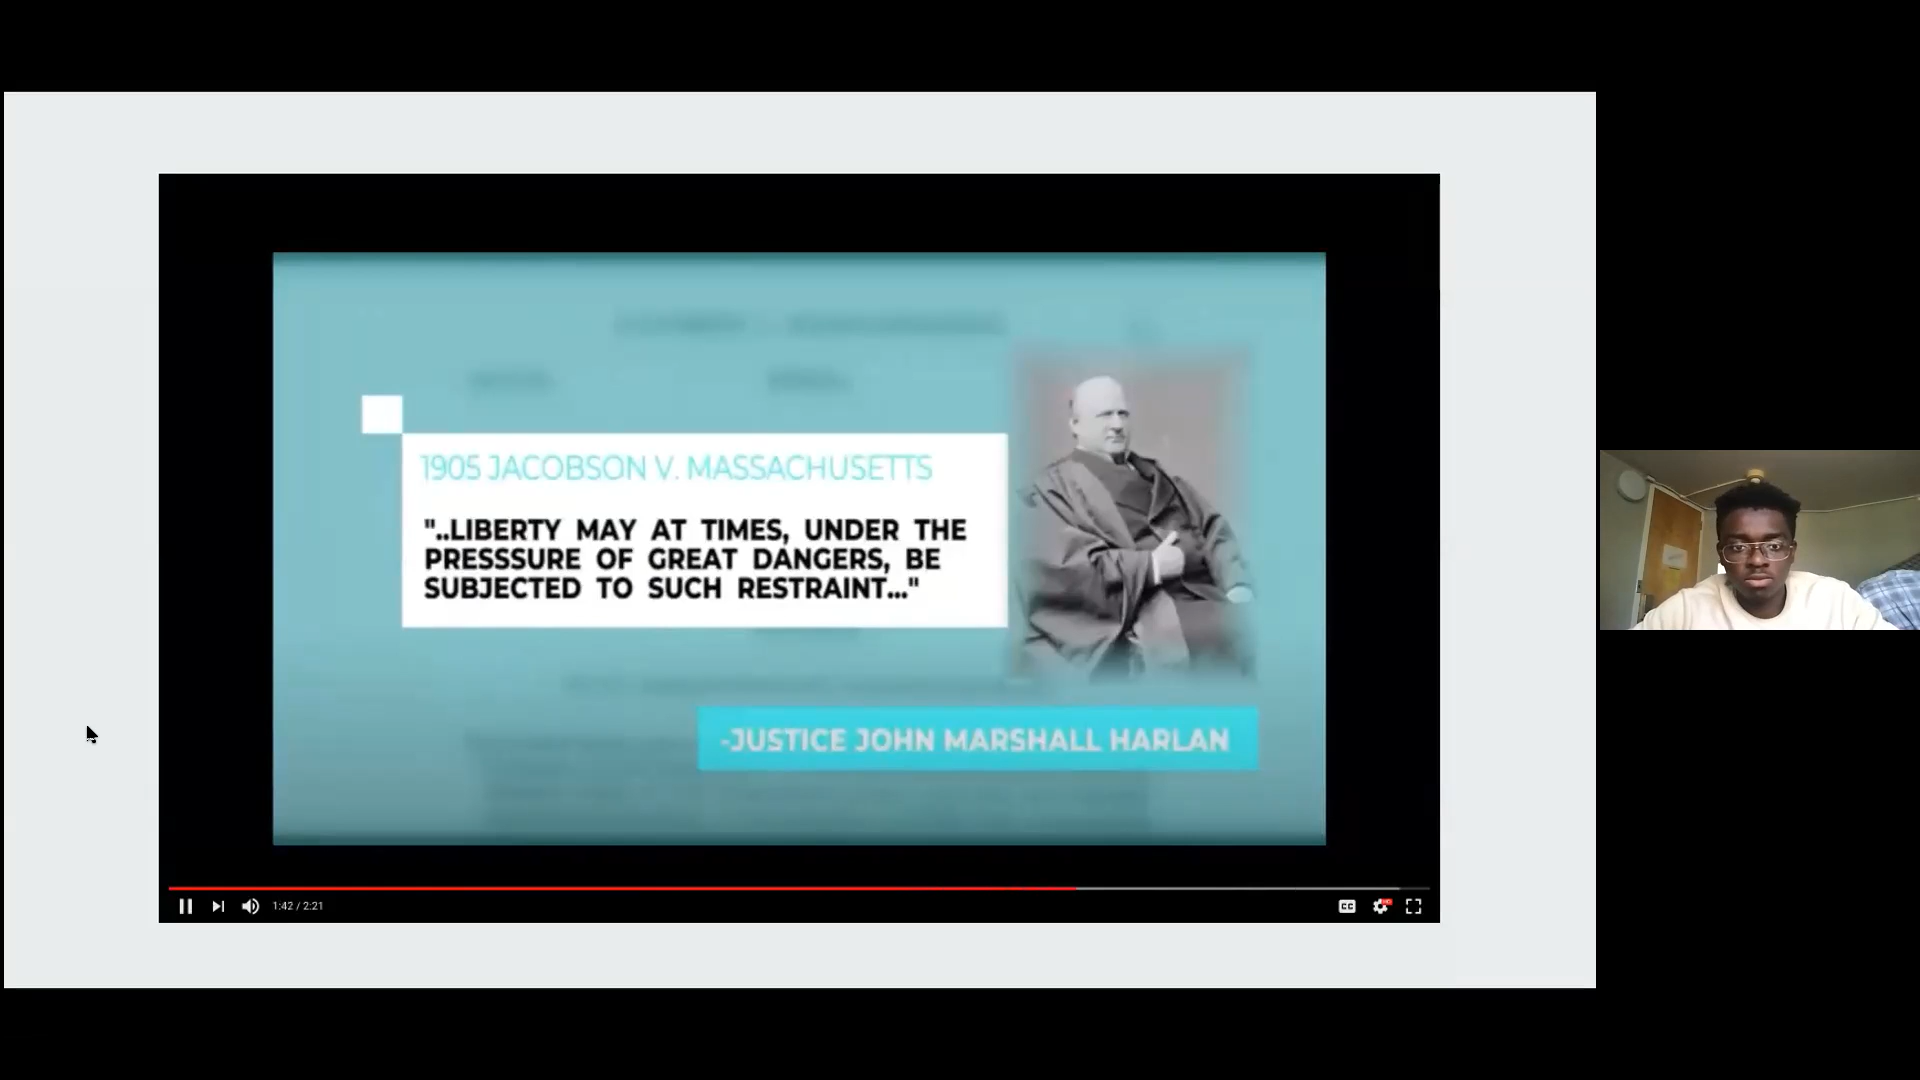 1905 JACOBSON V. MASSACHUSETTS
"..LIBERTY MAY AT TIMES, UNDER THE
PRESSSURE OF GREAT DANGERS, BE
SUBJECTED TO SUCH RESTRAINT..."
-JUSTICE JOHN MARSHALL HARLAN
1:42 / 2:21
CC